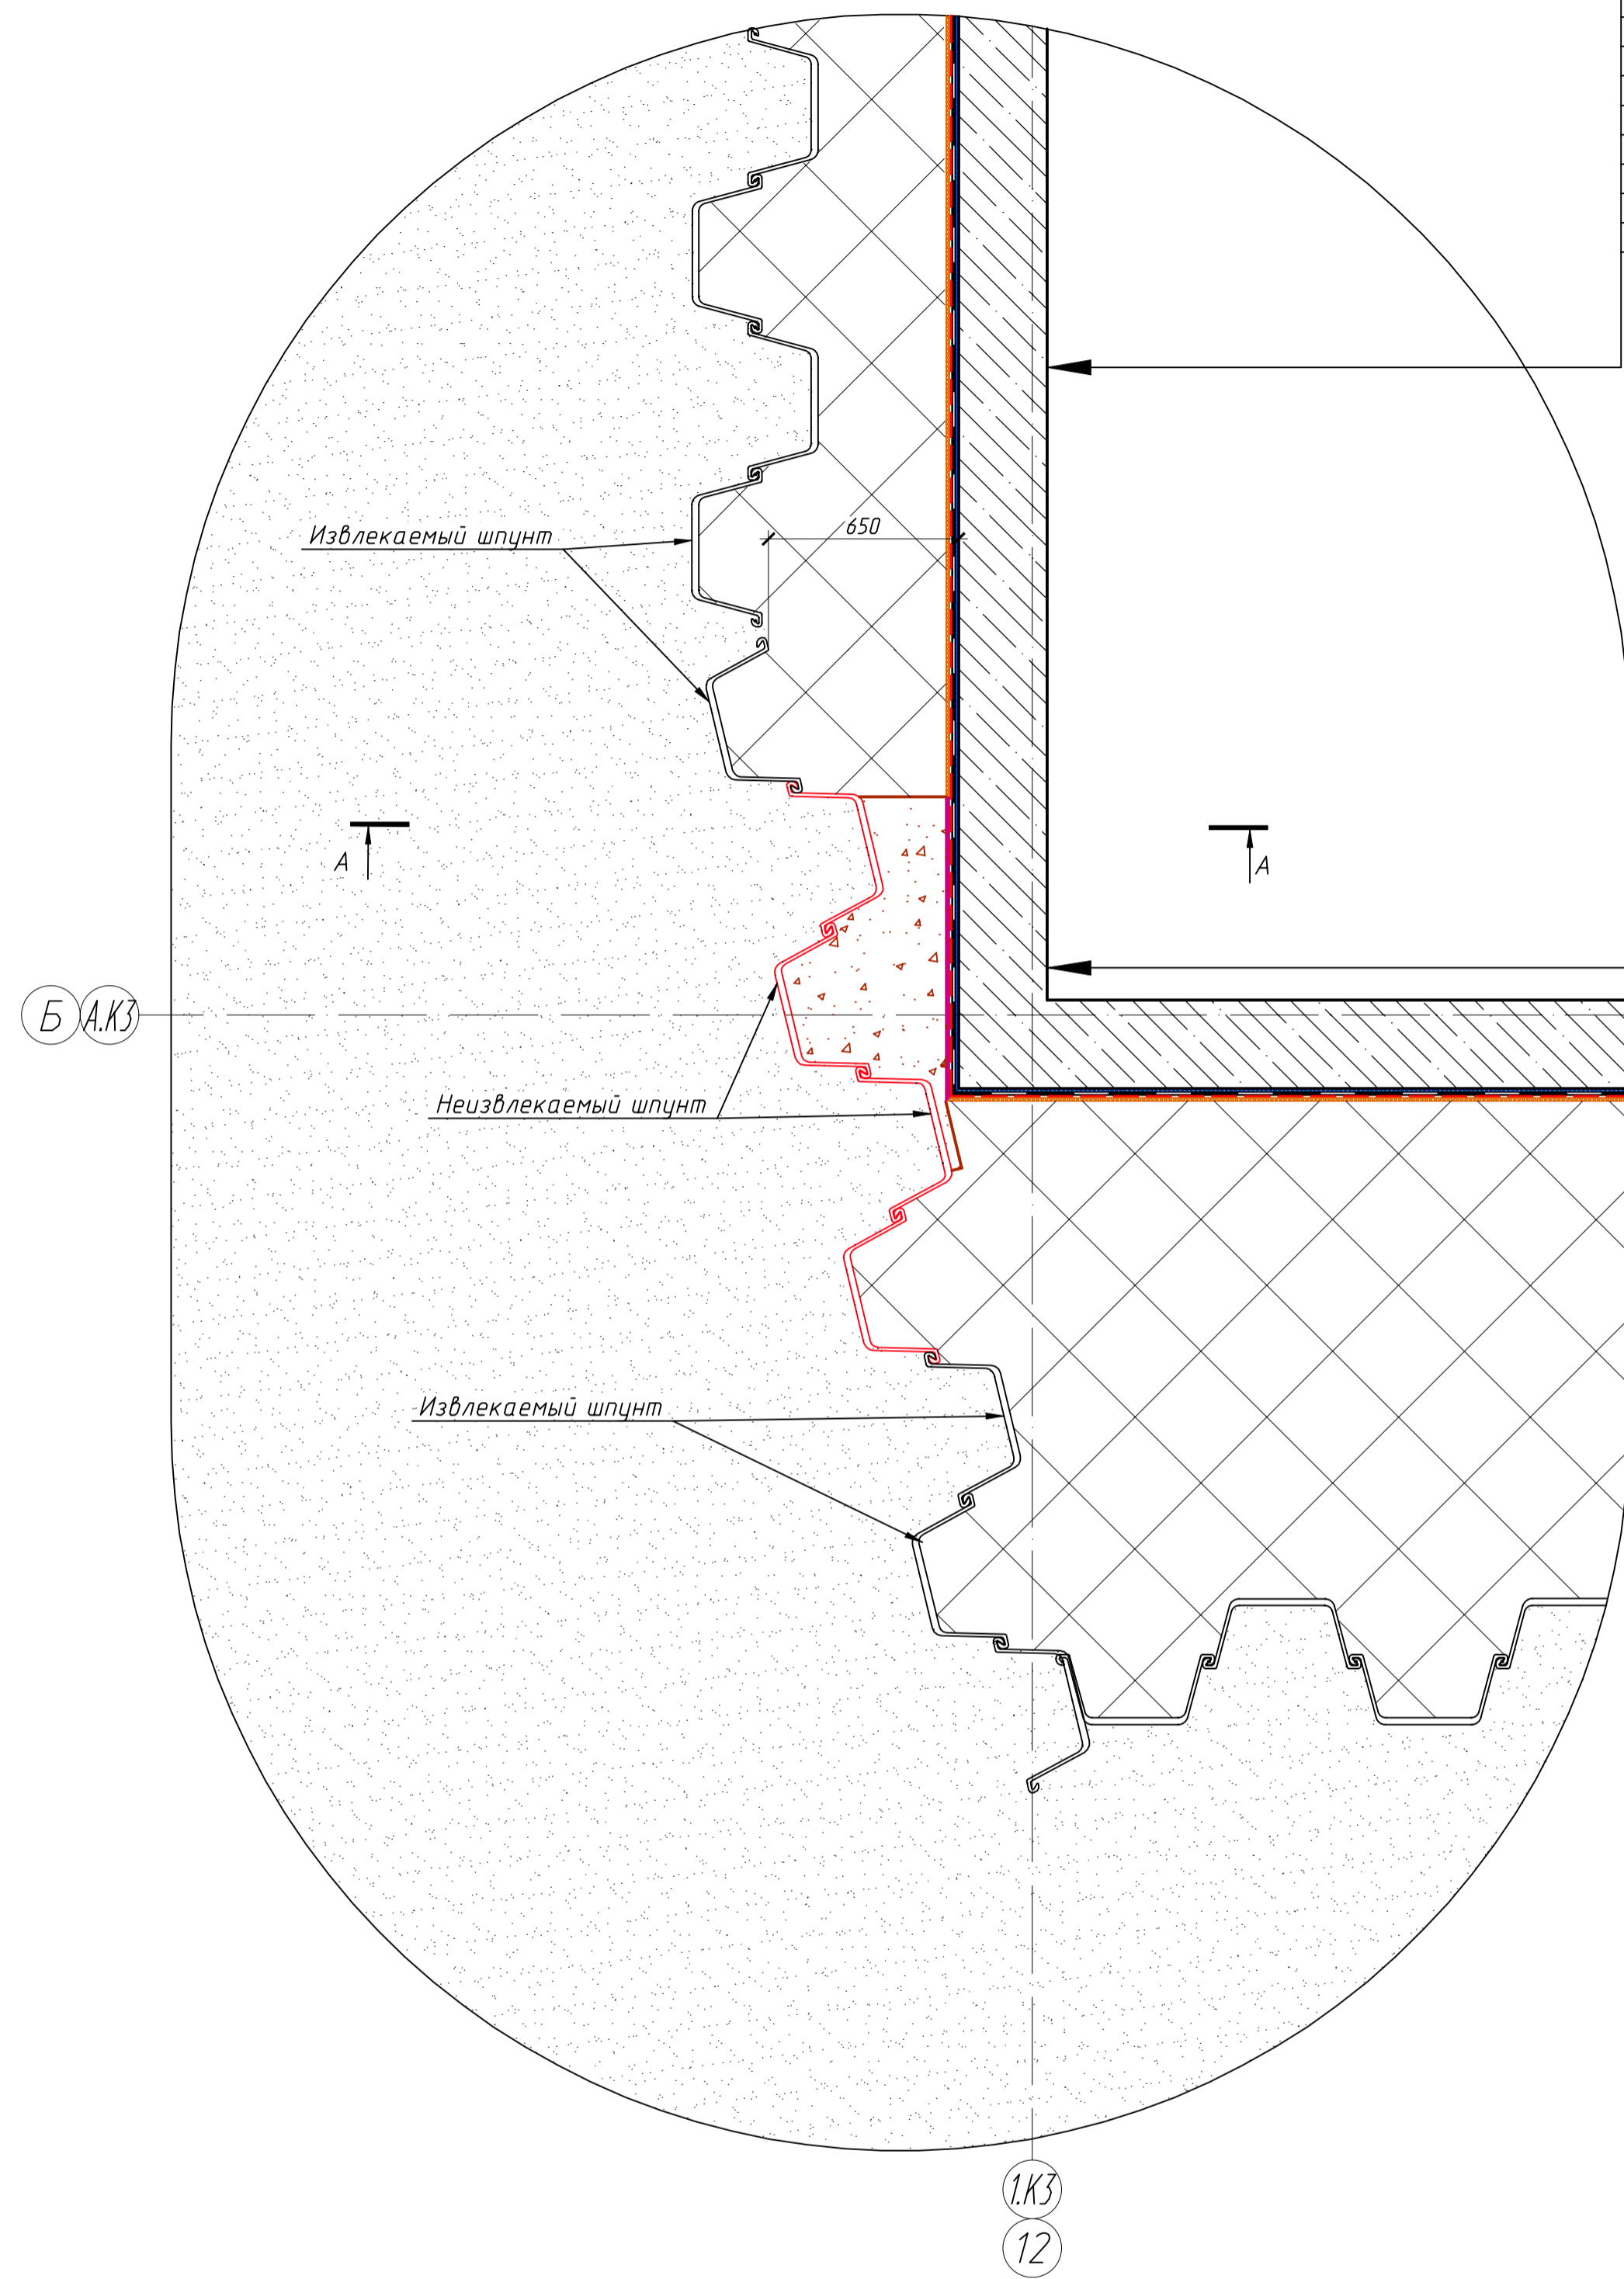 650
Извлекаемый шпунт
А
А
Б
А.К3
Неизвлекаемый шпунт
Извлекаемый шпунт
1.К3
12